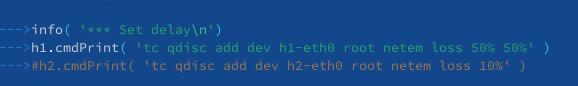 --->info( '*** Set delay\n')
--->h1.cmdPrint( 'tc qdisc add dev h1-eth0 root netem loss 50% 50%' )
--->#h2.cmdPrint( 'tc qdisc add dev h2-eth0 root netem loss 10%' )